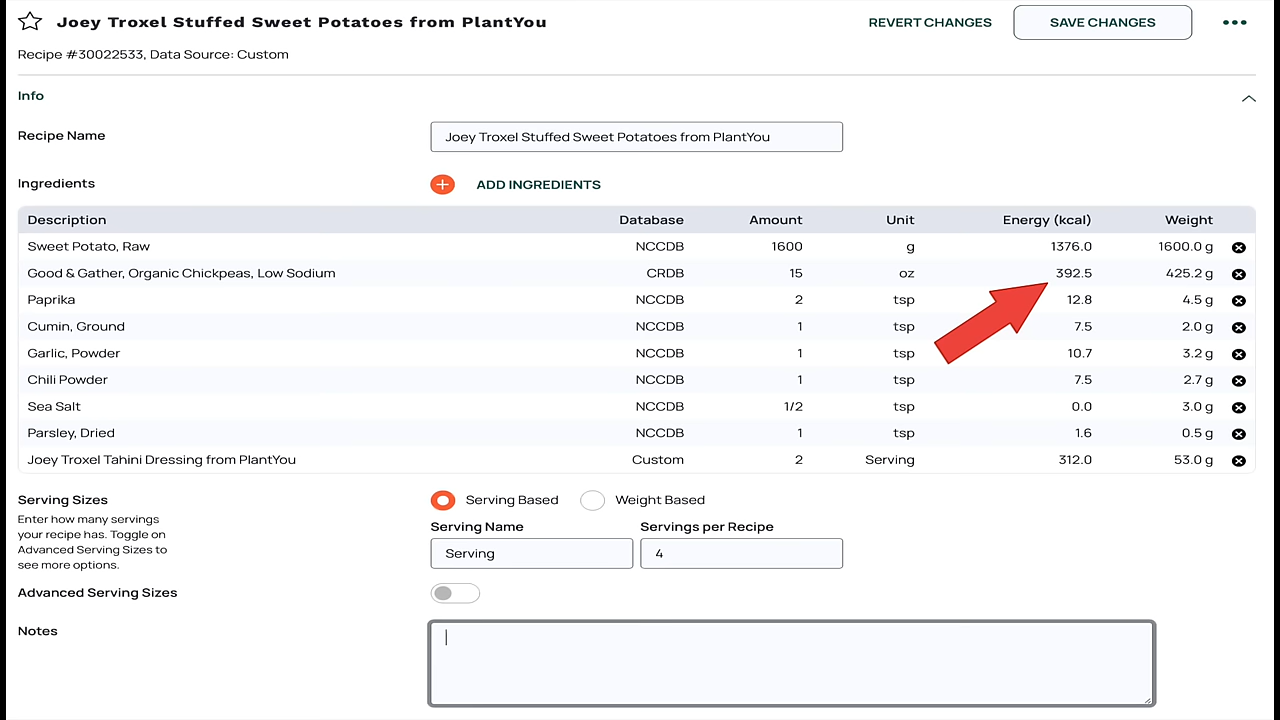 Joey Troxel Stuffed Sweet Potatoes from PlantYou REVERT CHANGES SAVE CHANGES
Recipe #30022533, Data Source: Custom
Info
Recipe Name Joey Troxel Stuffed Sweet Potatoes from PlantYou
Ingredients ADD INGREDIENTS
Description Database Amount Unit Energy (kcal) Weight
Sweet Potato, Raw NCCDB 1600 g 1376.0 1600.0 g
Good & Gather, Organic Chickpeas, Low Sodium CRDB 15 oz 392.5 425.2 g
Paprika NCCDB 2 tsp 12.8 4.5 g
Cumin, Ground NCCDB 1 tsp 7.5 2.0 g
Garlic, Powder NCCDB 1 tsp 10.7 3.2 g
Chili Powder NCCDB 1 tsp 7.5 2.7 g
Sea Salt NCCDB 1/2 tsp 0.0 3.0 g
Parsley, Dried NCCDB 1 tsp 1.6 0.5 g
Joey Troxel Tahini Dressing from PlantYou Custom 2 Serving 312.0 53.0 g
Serving Sizes Serving Based Weight Based
Enter how many servings
your recipe has. Toggle on
Advanced Serving Sizes to
see more options.
Serving Name Servings per Recipe
Serving 4
Advanced Serving Sizes
Notes